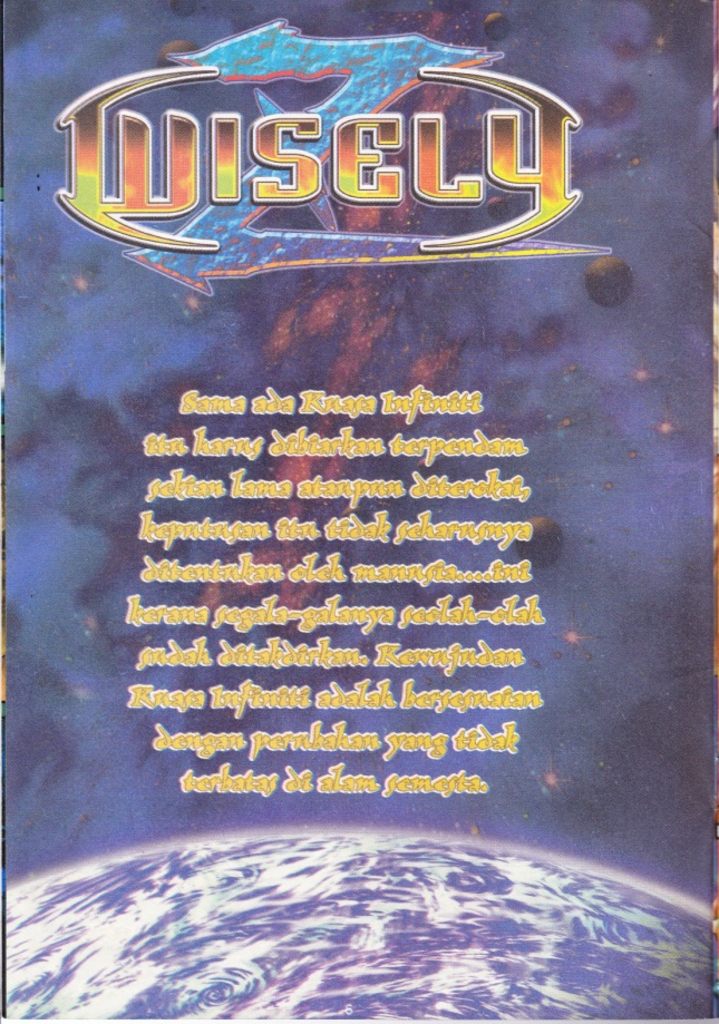 WISELY
Z
Sama ada Kuasa Infiniti
itu harus dibiarkan terpendam
sekian lama ataupun diterokai,
keputusan itu tidak seharusnya
ditentukan oleh manusia....ini
kerana segala-galanya seolah-olah
sudah ditakdirkan. Kewujudan
Kuasa Infiniti adalah bersesuaian
dengan perubahan yang tidak
terbatas di alam semesta.
6